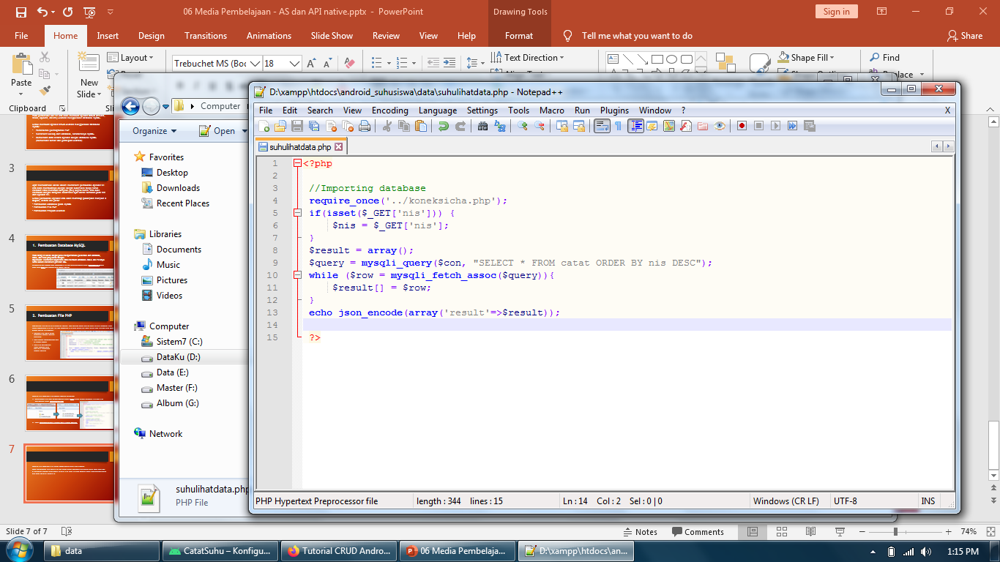 06 Media Pembelajaan - AS dan API native.pptx - PowerPoint
Drawing Tools
Sign in
File Home Insert Design Transitions Animations Slide Show Review View Help Format Tell me what you want to do Share
Paste
Clipboard
New
Slide
Layout
Trebuchet MS (Boc 18
Text Direction
Shape Fill
Find
Replace
D:\xampp\htdocs\android_suhusiswa\data\suhulihatdata.php - Notepad++
Computer
File Edit Search View Encoding Language Settings Tools Macro Run Plugins Window ? X
Organize Open
suhulihatdata.php
Favorites
Desktop
Downloads
Recent Places
Libraries
Documents
Music
Pictures
Videos
Computer
Sistem7 (C:)
DataKu (D:)
Data (E:)
Master (F:)
Album (G:)
Network
suhulihatdata.php
PHP File
3
4
1. Pembuatan Database MySQL
5
2. Pembuatan File PHP
6
7
1 <?php
2
3 //Importing database
4 require_once('../koneksicha.php');
5 if(isset($_GET['nis'])) {
6 $nis = $_GET['nis'];
7 }
8 $result = array();
9 $query = mysqli_query($con, "SELECT * FROM catat ORDER BY nis DESC");
10 while ($row = mysqli_fetch_assoc($query)){
11 $result[] = $row;
12 }
13 echo json_encode(array('result'=>$result));
14
15 ?>
PHP Hypertext Preprocessor file length : 344 lines : 15 Ln : 14 Col : 2 Sel : 0 | 0 Windows (CR LF) UTF-8 INS
Slide 7 of 7 Notes Comments 74%
data
CatatSuhu – Konfigu...
Tutorial CRUD Andro...
06 Media Pembelaja...
D:\xampp\htdocs\an...
1:15 PM